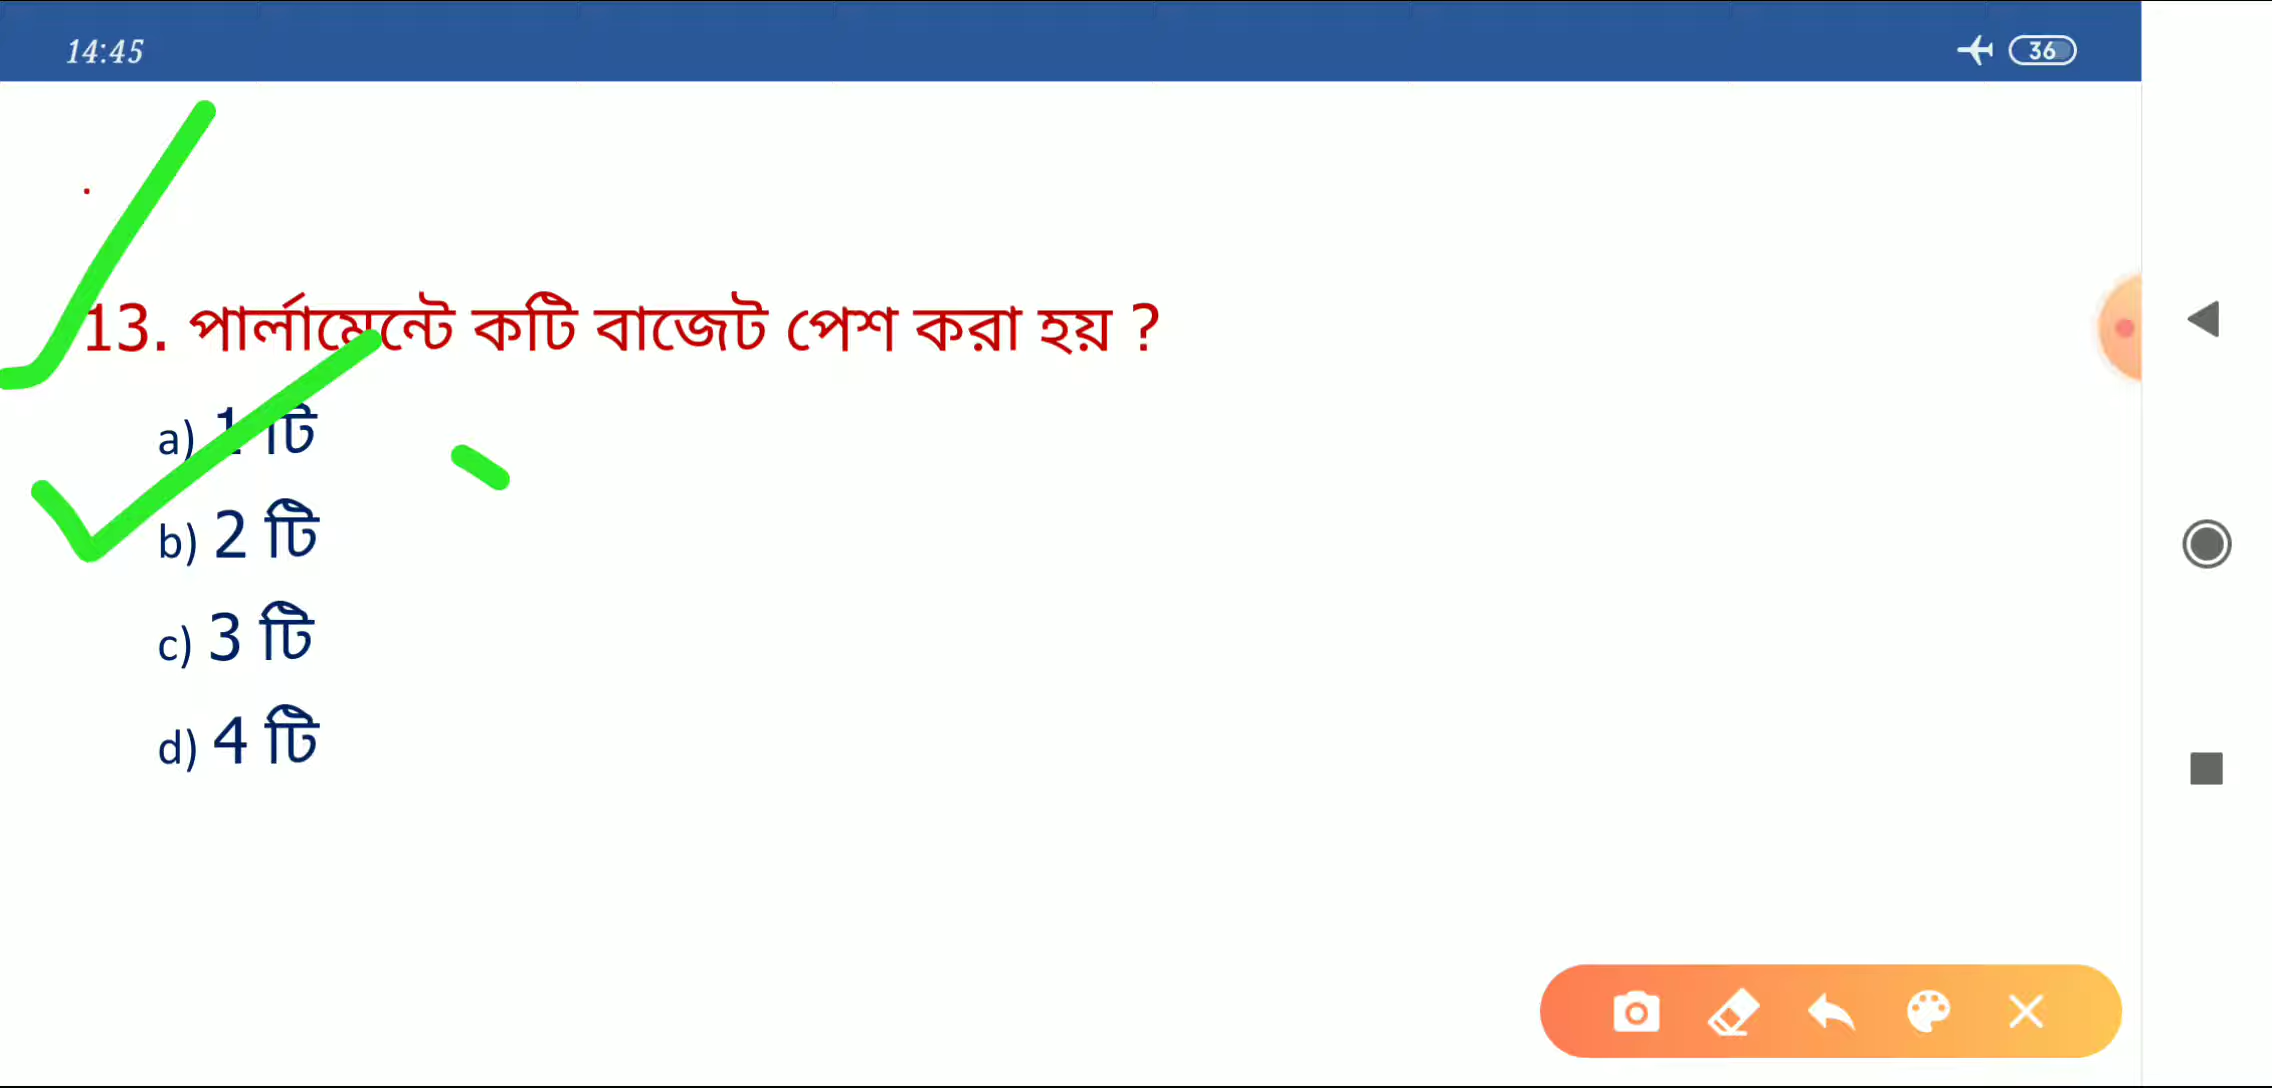 14:45
36
13. পার্লামেন্টে কটি বাজেট পেশ করা হয় ?
a) 1 টি
b) 2 টি
c) 3 টি
d) 4 টি